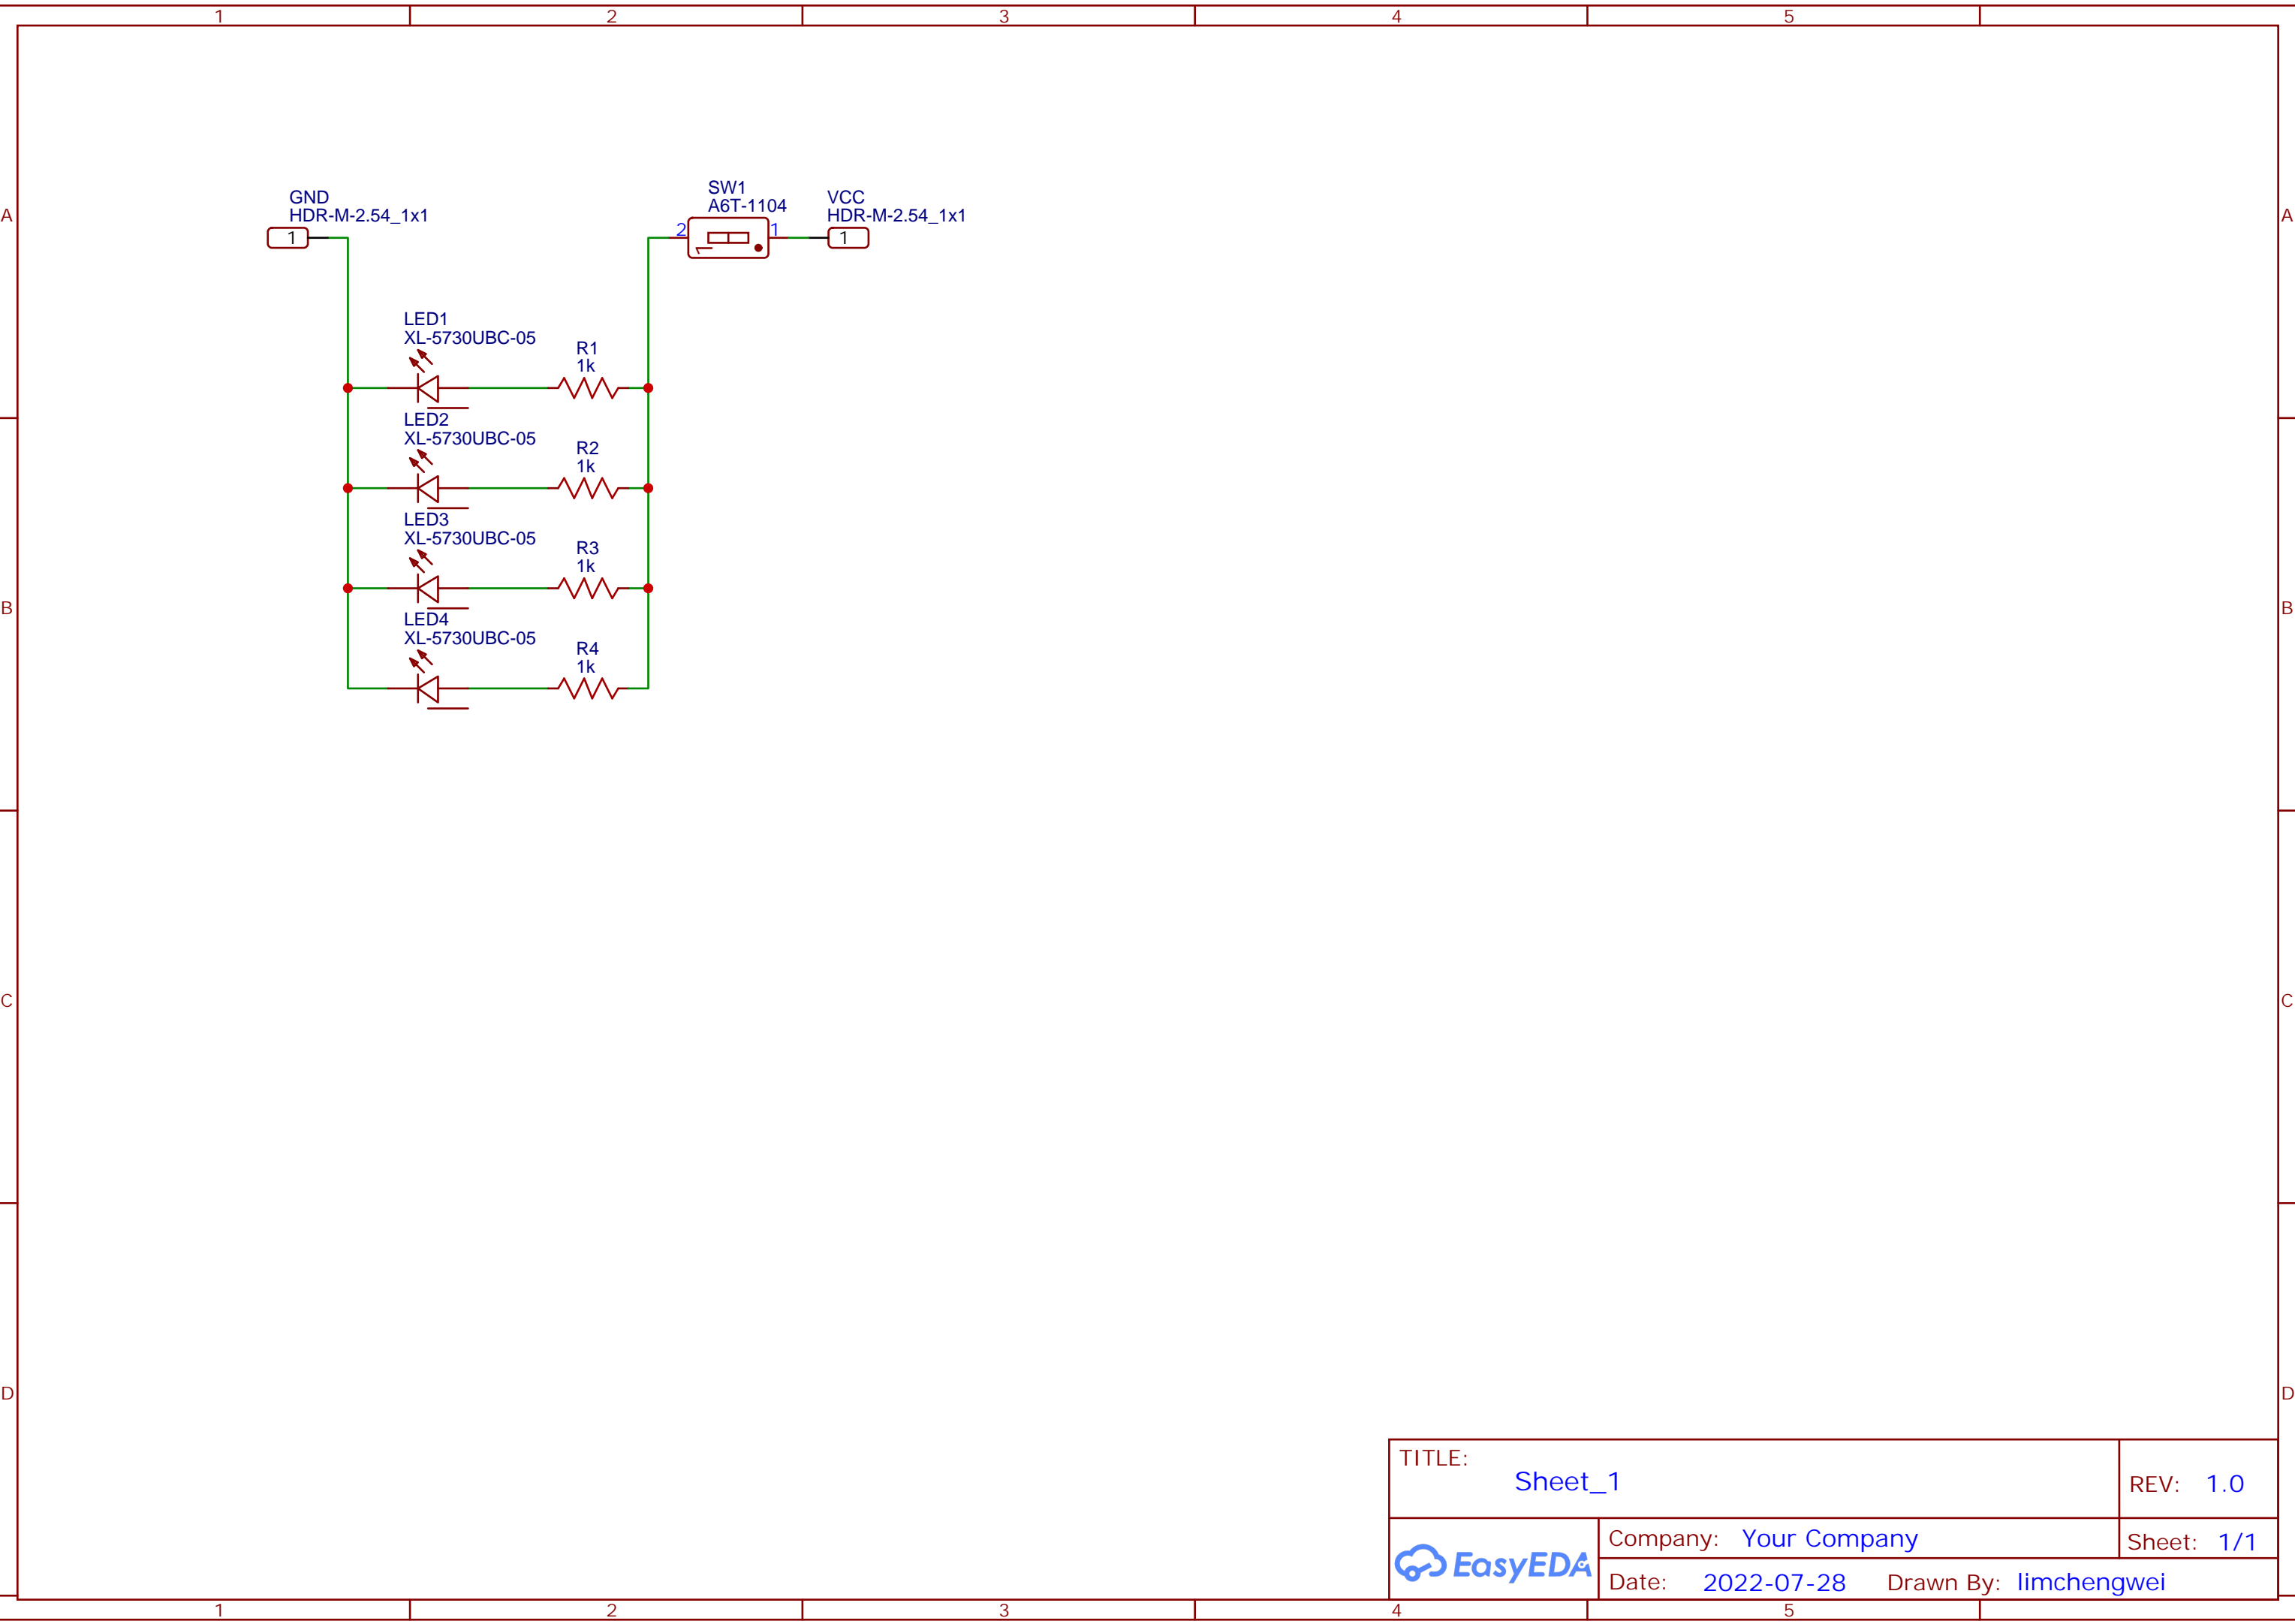 1 2 3 4 5
A
A
GND
HDR-M-2.54_1x1
1
SW1
A6T-1104
2
1
1
VCC
HDR-M-2.54_1x1
1
LED1
XL-5730UBC-05
R1
1k
LED2
XL-5730UBC-05
R2
1k
B
B
LED3
XL-5730UBC-05
R3
1k
LED4
XL-5730UBC-05
R4
1k
C
C
D
D
TITLE:
Sheet_1
REV: 1.0
EasyEDA
Company: Your Company
Sheet: 1/1
Date: 2022-07-28 Drawn By: limchengwei
1 2 3 4 5